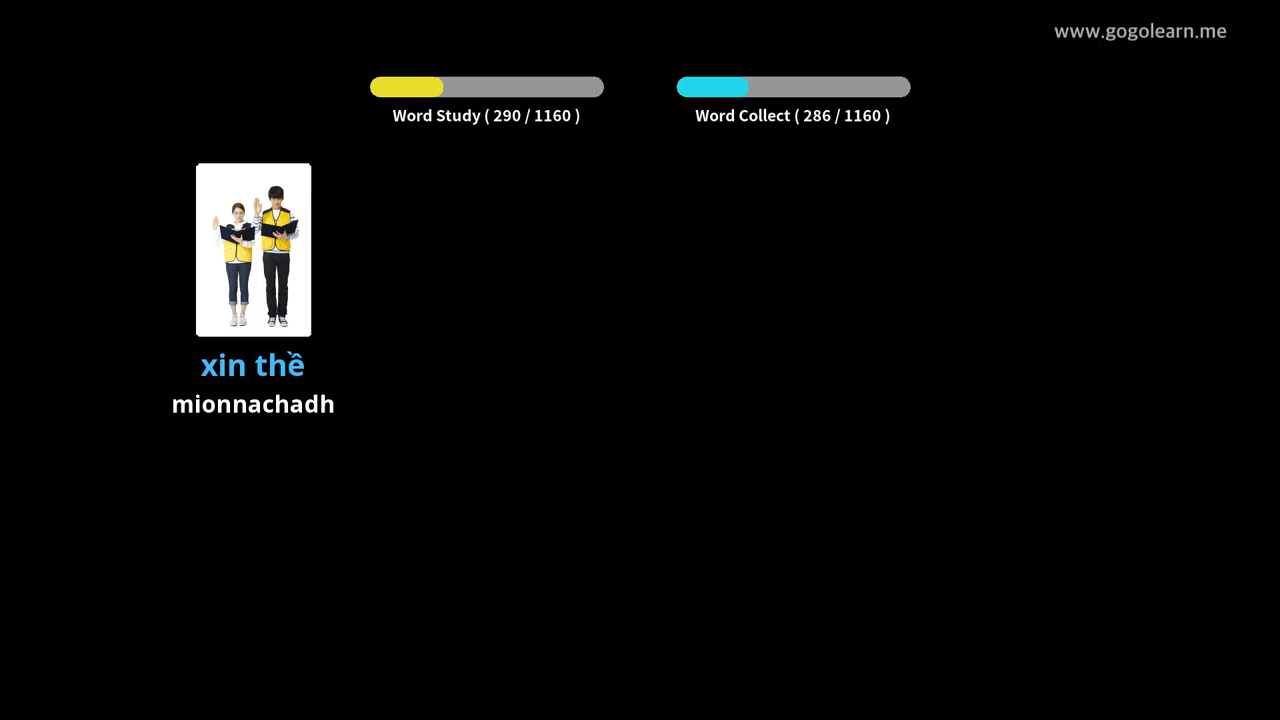 www.gogolearn.me
Word Study ( 290 / 1160 )
Word Collect ( 286 / 1160 )
xin thề
mionnachadh